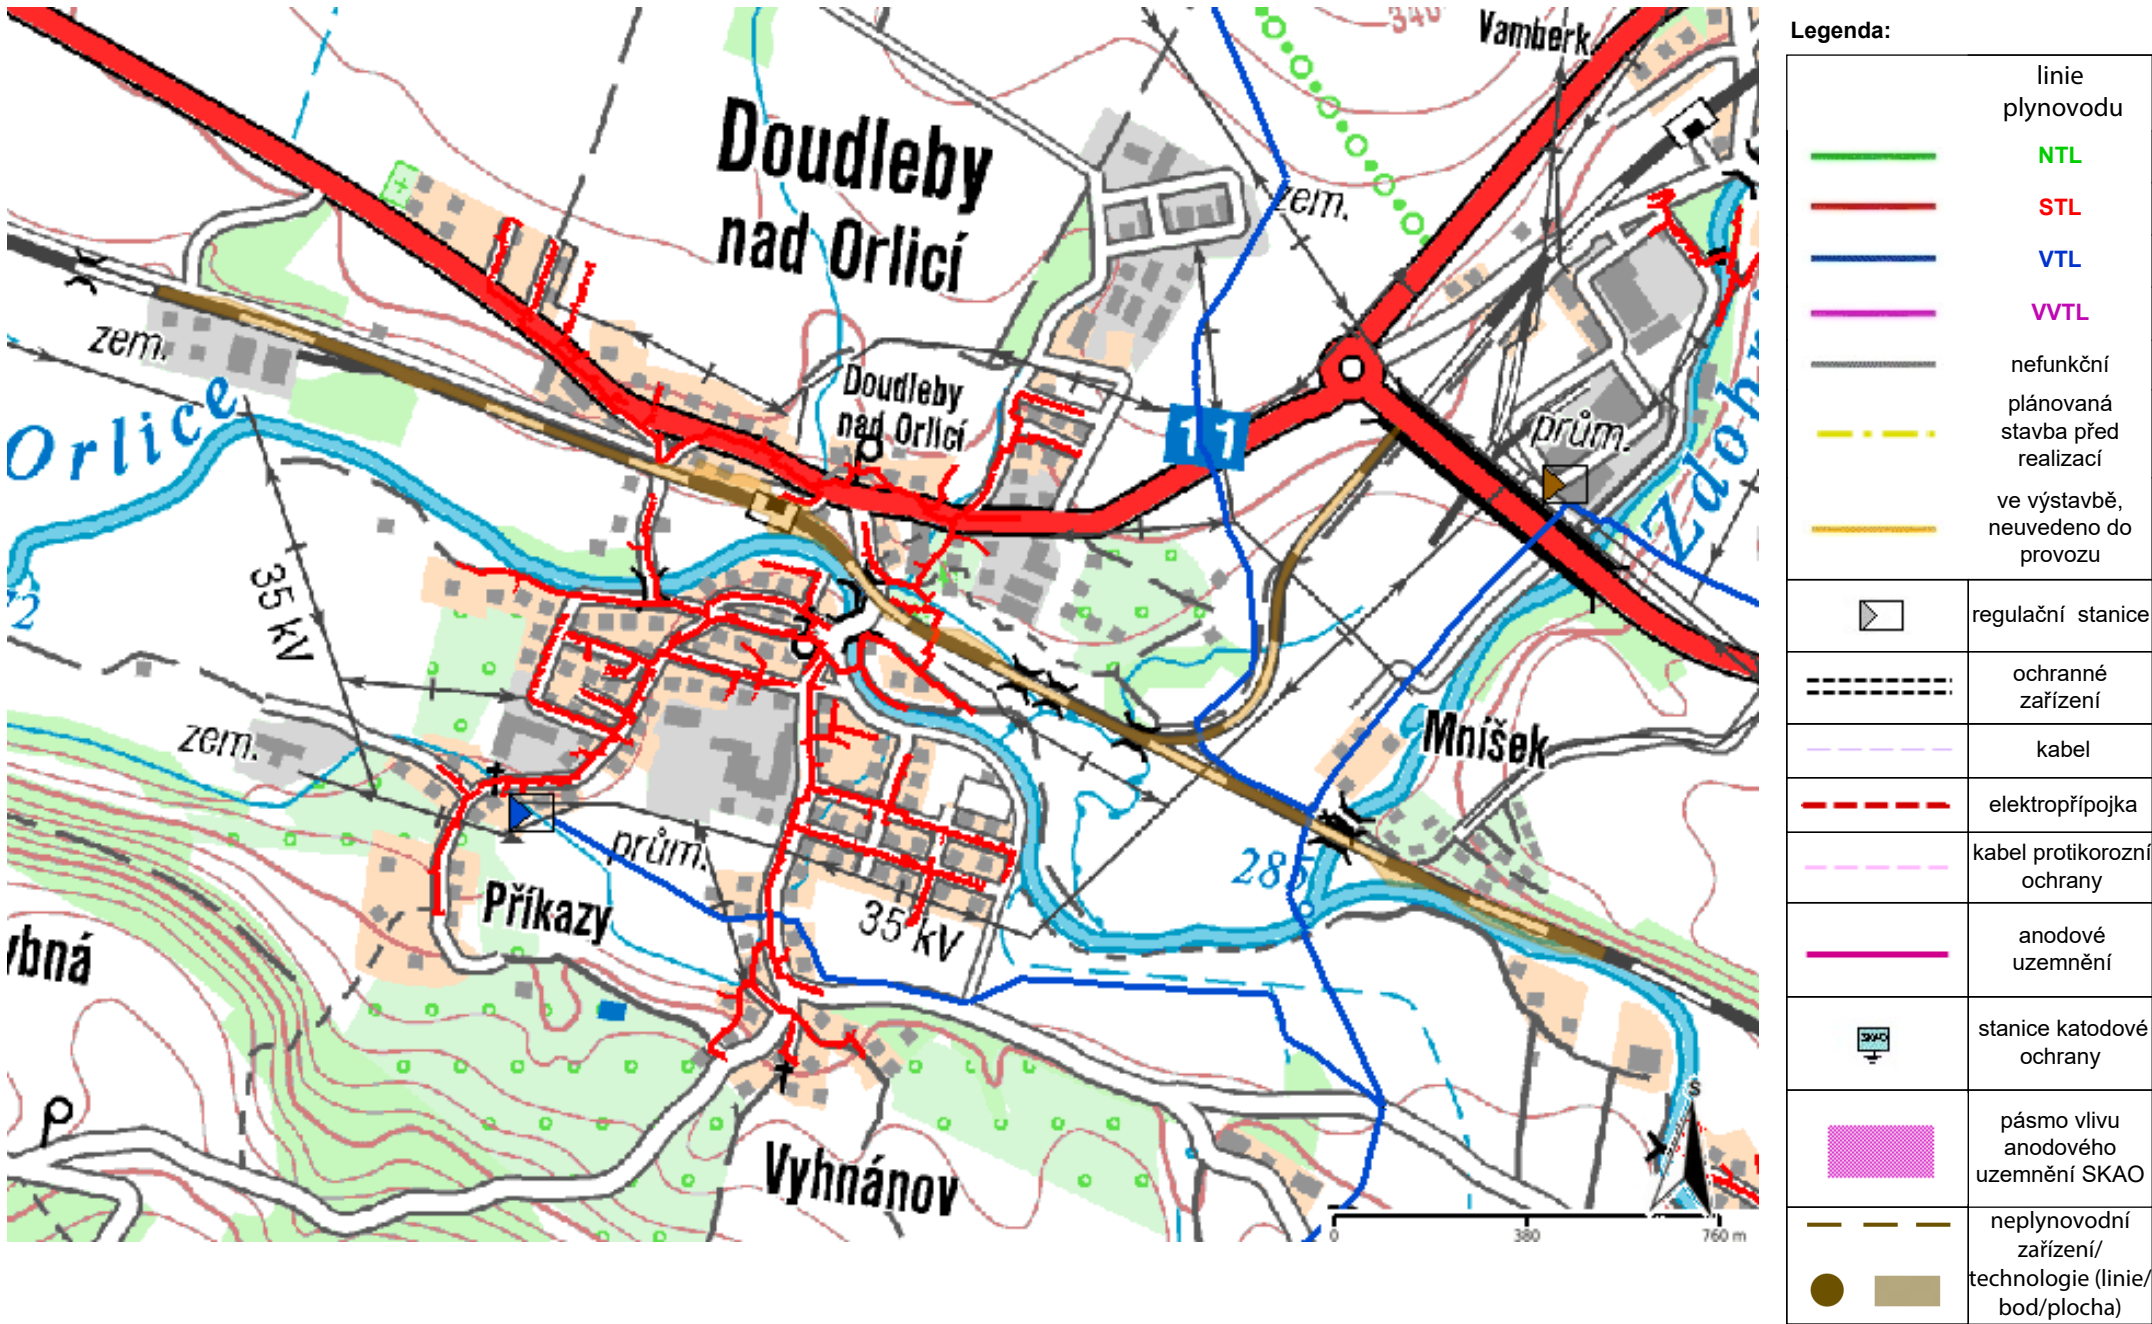 340
Vamberk
Doudleby
nad Orlicí
zem.
zem.
Doudleby
nad Orlicí
11
Orlice
prům.
35 kV
2
zem.
Mníšek
prům.
285
Příkazy
35 kV
Vyhnánov
S
0
380
760 m
Legenda:
linie
plynovodu
NTL
STL
VTL
VVTL
nefunkční
plánovaná
stavba před
realizací
ve výstavbě,
neuvedeno do
provozu
regulační stanice
ochranné
zařízení
kabel
elektropřípojka
kabel protikorozní
ochrany
anodové
uzemnění
SKAO
stanice katodové
ochrany
pásmo vlivu
anodového
uzemnění SKAO
neplynovodní
zařízení/
technologie (linie/
bod/plocha)